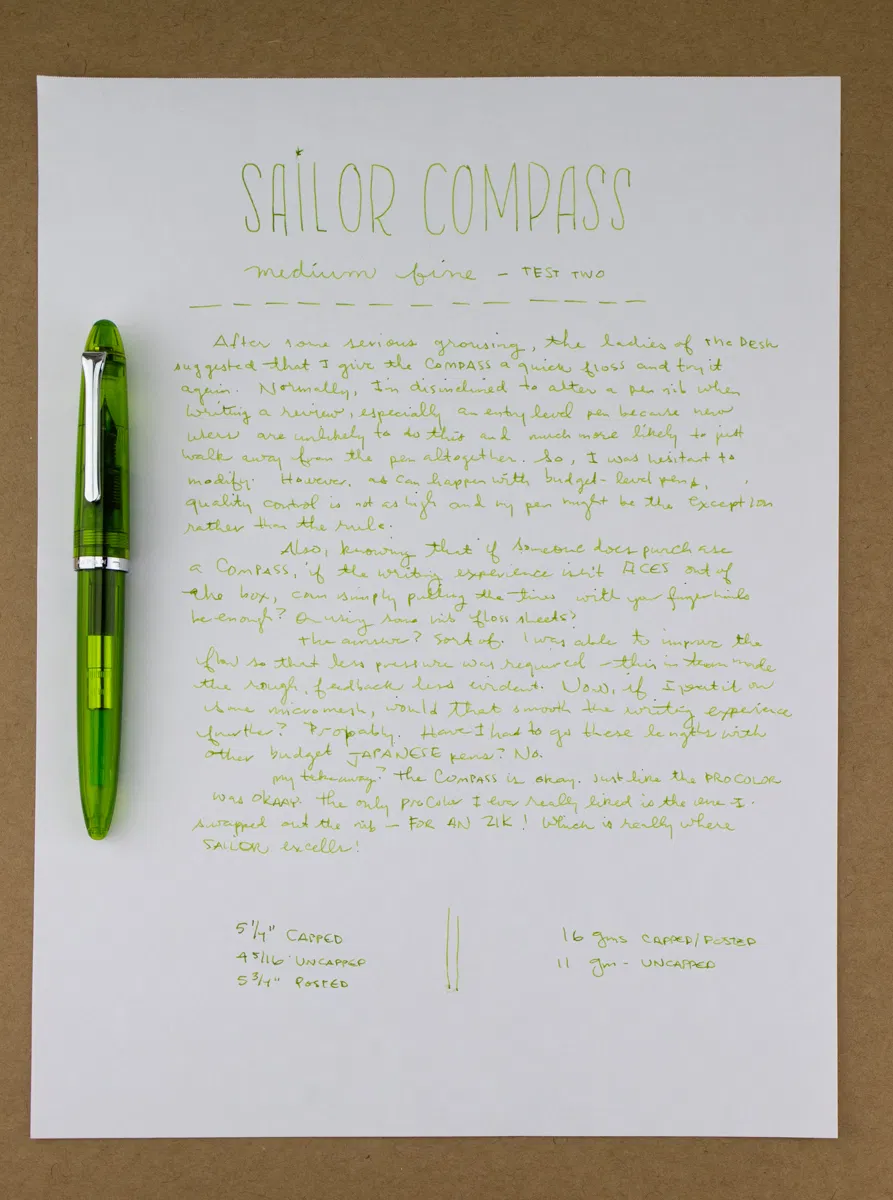 SAILOR COMPASS
medium fine - TEST TWO
After some serious grousing, the ladies of the Desk
suggested that I give the COMPASS a quick floss and try it
again. Normally, I'm disinclined to alter a pen nib when
writing a review, especially an entry level pen because new
users are unlikely to do this and much more likely to just
walk away from the pen altogether. So, I was hesitant to
modify. However, as can happen with budget-level pens,
quality control is not as high and my pen might be the exception
rather than the rule.
Also, knowing that if someone does purchase
a COMPASS, if the writing experience isn't ACES out of
the box, can simply pulling the tines with your fingernails
be enough? Or using some nib floss sheets?
The answer? Sort of. I was able to improve the
flow so that less pressure was required - this in turn made
the rough feedback less evident. Now, if I put it on
some micromesh, would that smooth the writing experience
further? Probably. Have I had to go these lengths with
other budget JAPANESE pens? No.
my takeaway? The COMPASS is okay. Just like the PROCOLOR
was OKAAY. The only ProColor I ever really liked is the one I
swapped out the nib - FOR AN 21K! Which is really where
SAILOR excells!
5 1/4" CAPPED
4 5/16" UNCAPPED
5 3/4" POSTED
16 gms CAPPED/POSTED
11 gm - UNCAPPED